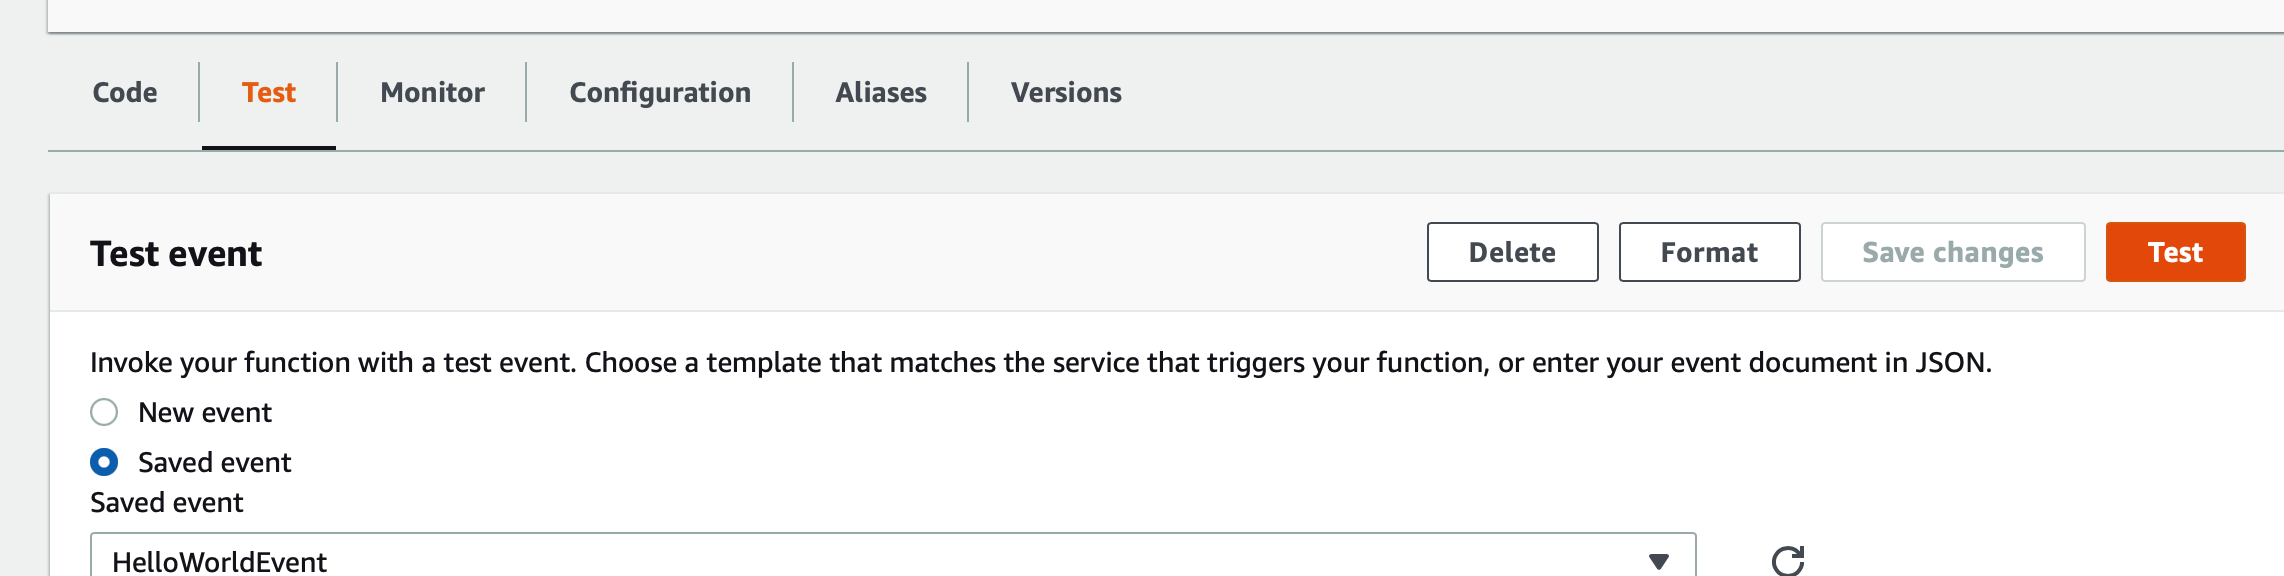 Code Test Monitor Configuration Aliases Versions
Test event Delete Format Save changes Test
Invoke your function with a test event. Choose a template that matches the service that triggers your function, or enter your event document in JSON.
New event
Saved event
Saved event
HelloWorldEvent